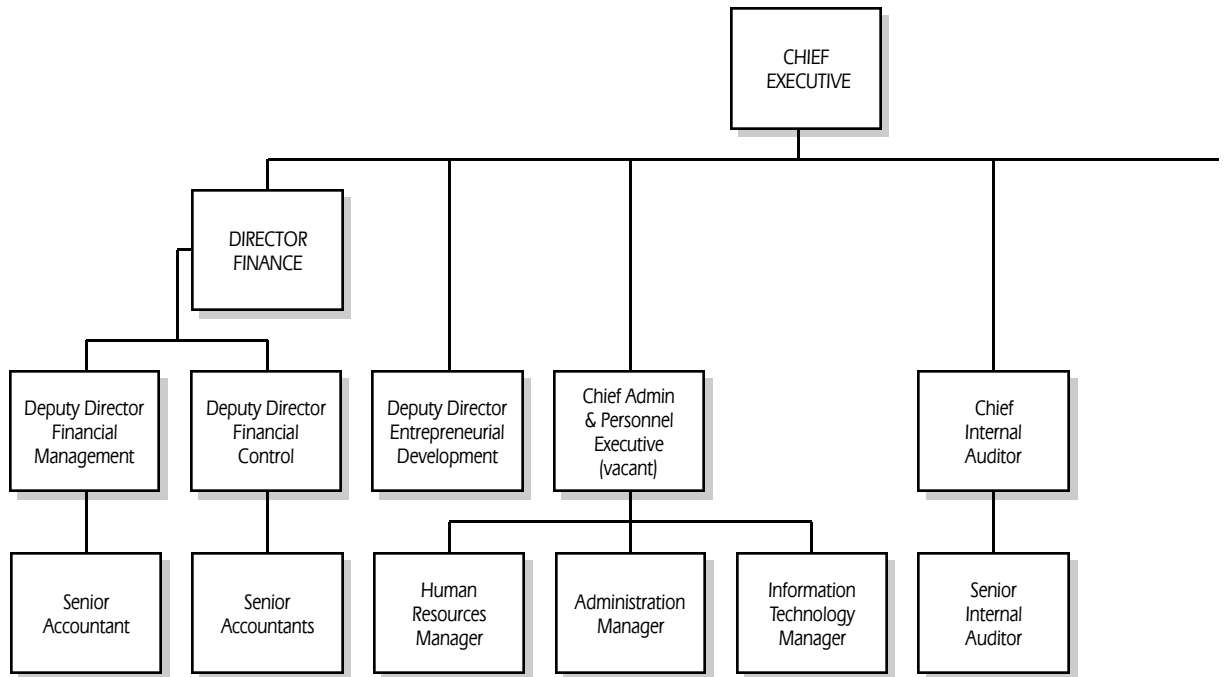 CHIEF
EXECUTIVE
DIRECTOR
FINANCE
Deputy Director
Financial
Management
Deputy Director
Financial
Control
Deputy Director
Entrepreneurial
Development
Chief Admin
& Personnel
Executive
(vacant)
Chief
Internal
Auditor
Senior
Accountant
Senior
Accountants
Human
Resources
Manager
Administration
Manager
Information
Technology
Manager
Senior
Internal
Auditor